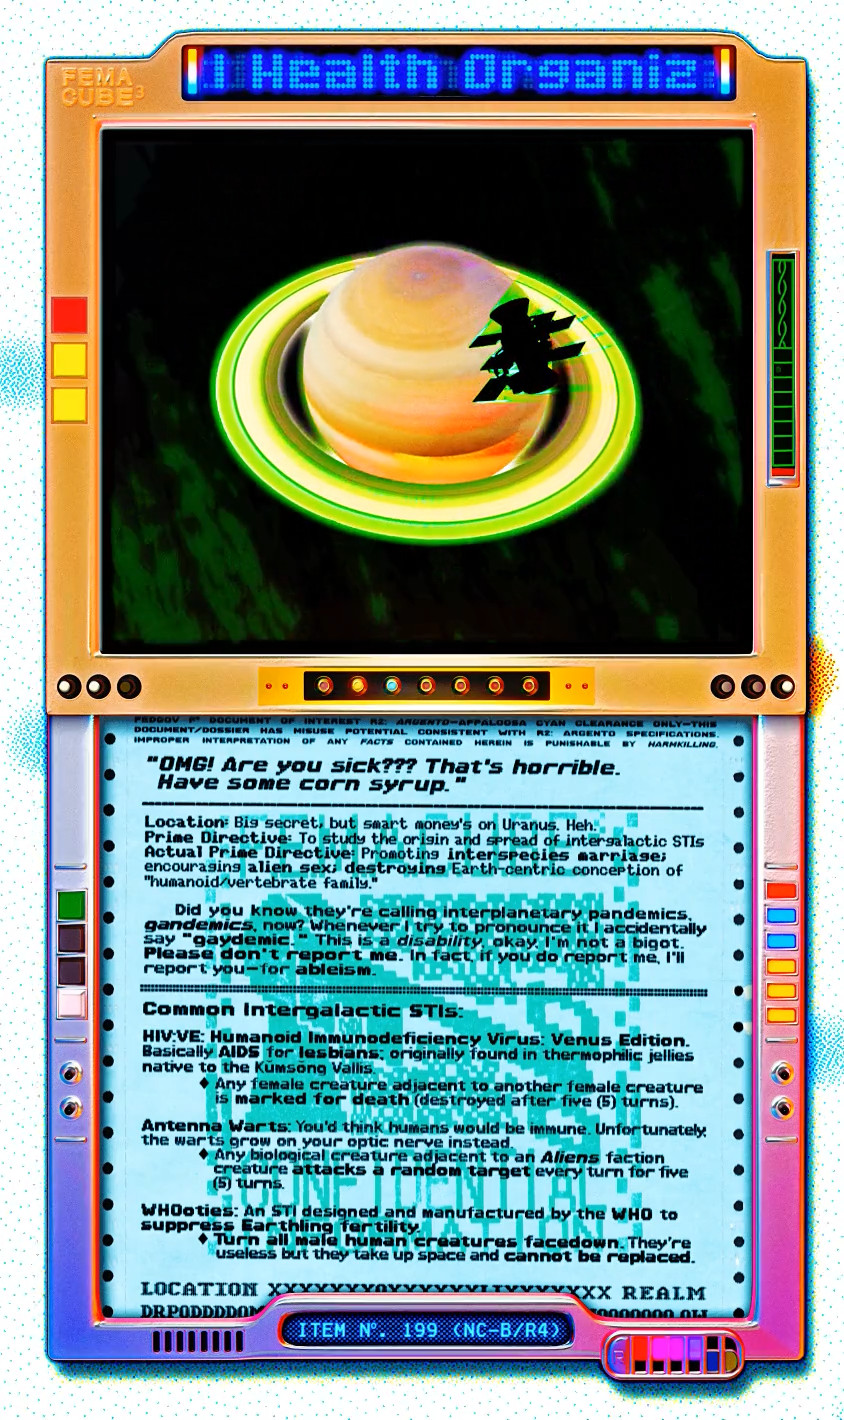 ] Health Organiz
FEMA
CUBE³
FEDGOV P² DOCUMENT OF INTEREST R2: ARGENTO-APPALOOSA CYAN CLEARANCE ONLY—THIS
DOCUMENT/DOSSIER HAS MISUSE POTENTIAL CONSISTENT WITH R2: ARGENTO SPECIFICATIONS.
IMPROPER INTERPRETATION OF ANY FACTS CONTAINED HEREIN IS PUNISHABLE BY HARMKILLING.
"OMG! Are you sick??? That's horrible.
Have some corn syrup."
Location: Big secret, but smart money's on Uranus. Heh.
Prime Directive: To study the origin and spread of intergalactic STIs
Actual Prime Directive: Promoting interspecies marriage;
encouraging alien sex; destroying Earth-centric conception of
"humanoid/vertebrate family."
Did you know they're calling interplanetary pandemics,
gandemics, now? Whenever I try to pronounce it I accidentally
say "gaydemic." This is a disability, okay, I'm not a bigot.
Please don't report me. In fact, if you do report me, I'll
report you—for ableism.
Common Intergalactic STIs:
HIV:VE: Humanoid Immunodeficiency Virus: Venus Edition.
Basically AIDS for lesbians; originally found in thermophilic jellies
native to the Kŭmsŏng Vallis.
♦ Any female creature adjacent to another female creature
is marked for death (destroyed after five (5) turns).
Antenna Warts: You'd think humans would be immune. Unfortunately,
the warts grow on your optic nerve instead.
♦ Any biological creature adjacent to an Aliens faction
creature attacks a random target every turn for five
(5) turns.
WHOoties: An STI designed and manufactured by the WHO to
suppress Earthling fertility.
♦ Turn all male human creatures facedown. They're
useless but they take up space and cannot be replaced.
CONFIDENTIAL
LOCATION XXXXXXX REALM
ITEM Nº. 199 (NC-B/R4)